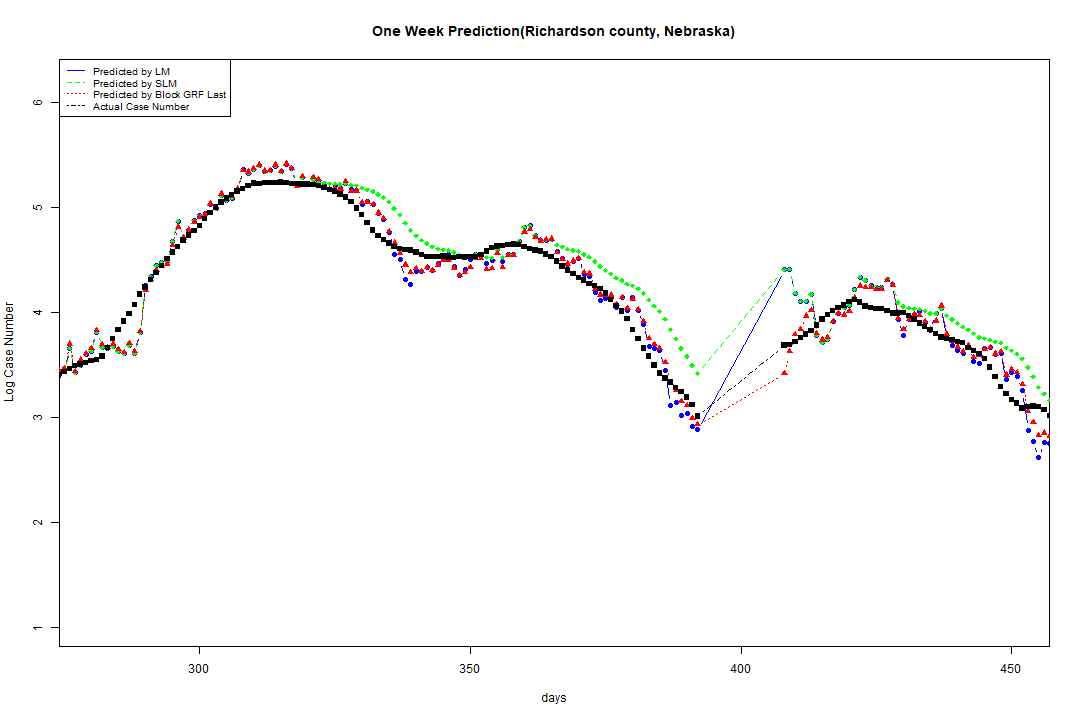 One Week Prediction(Richardson county, Nebraska)
Predicted by LM
Predicted by SLM
Predicted by Block GRF Last
Actual Case Number
6
5
4
3
2
1
Log Case Number
300 350 400 450
days